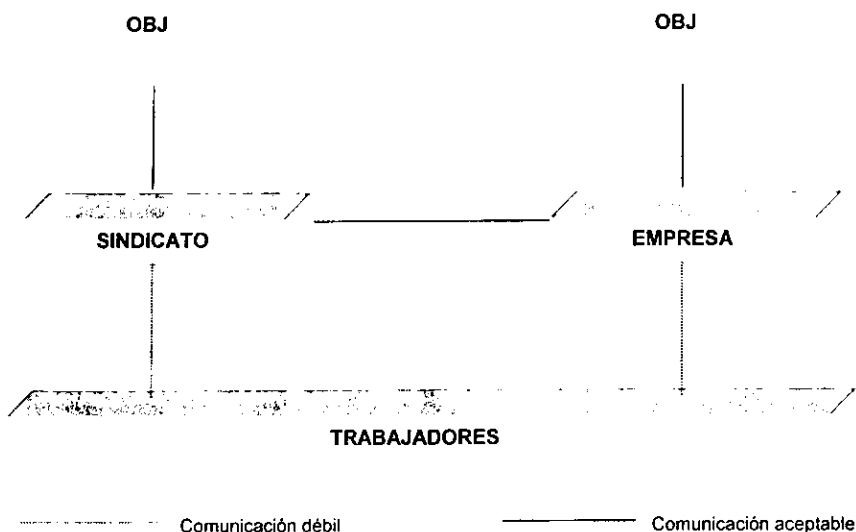 OBJ OBJ
SINDICATO EMPRESA
TRABAJADORES
Comunicación débil Comunicación aceptable